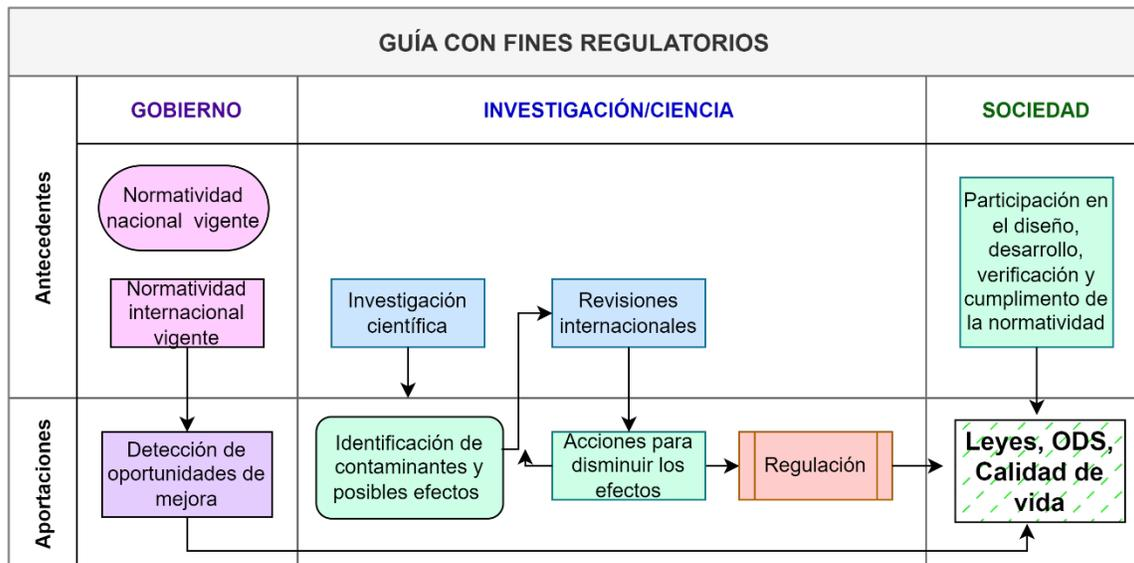 GUÍA CON FINES REGULATORIOS
GOBIERNO
INVESTIGACIÓN/CIENCIA
SOCIEDAD
Antecedentes
Normatividad
nacional vigente
Normatividad
internacional
vigente
Investigación
científica
Revisiones
internacionales
Participación en
el diseño,
desarrollo,
verificación y
cumplimento de
la normatividad
Aportaciones
Detección de
oportunidades de
mejora
Identificación de
contaminantes y
posibles efectos
Acciones para
disminuir los
efectos
Regulación
Leyes, ODS,
Calidad de
vida